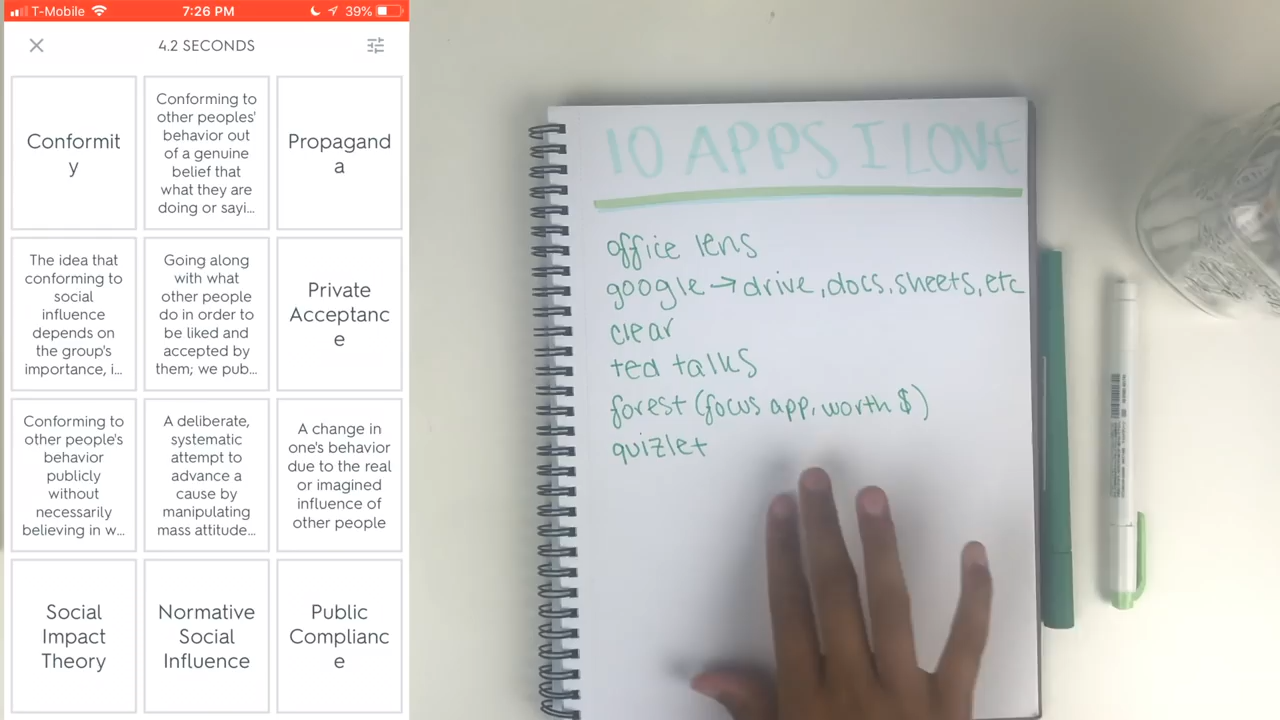 T-Mobile 7:26 PM 39%
4.2 SECONDS
Conformit
y
Conforming to
other peoples'
behavior out
of a genuine
belief that
what they are
doing or sayi...
Propagand
a
The idea that
conforming to
social
influence
depends on
the group's
importance, i...
Going along
with what
other people
do in order to
be liked and
accepted by
them; we pub...
Private
Acceptanc
e
Conforming to
other people's
behavior
publicly
without
necessarily
believing in w...
A deliberate,
systematic
attempt to
advance a
cause by
manipulating
mass attitude...
A change in
one's behavior
due to the real
or imagined
influence of
other people
Social
Impact
Theory
Normative
Social
Influence
Public
Complianc
e
10 APPS I LOVE
office lens
google → drive, docs, sheets, etc
clear
ted talks
forest (focus app, worth $)
quizlet